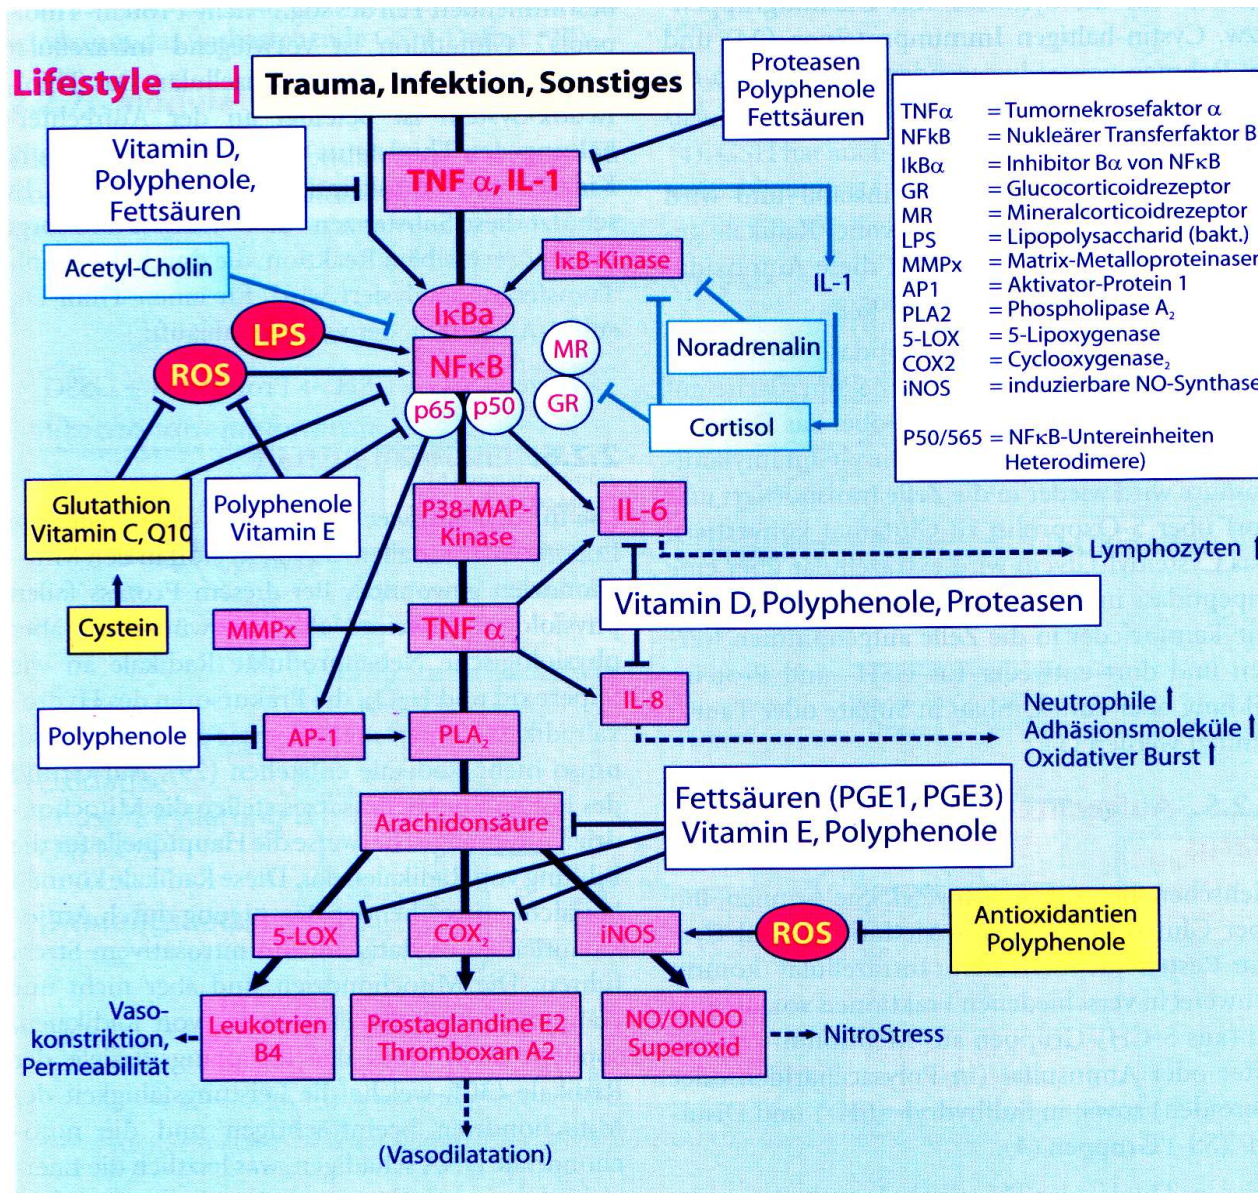 Lifestyle
Trauma, Infektion, Sonstiges
Proteasen
Polyphenole
Fettsäuren
Vitamin D,
Polyphenole,
Fettsäuren
TNF α, IL-1
Acetyl-Cholin
IκB-Kinase
IL-1
IκBa
LPS
ROS
NFκB
MR
GR
p65
p50
Noradrenalin
Cortisol
TNFα = Tumornekrosefaktor α
NFkB = Nukleärer Transferfaktor B
IkBα = Inhibitor Bα von NFκB
GR = Glucocorticoidrezeptor
MR = Mineralcorticoidrezeptor
LPS = Lipopolysaccharid (bakt.)
MMPx = Matrix-Metalloproteinasen
AP1 = Aktivator-Protein 1
PLA2 = Phospholipase A₂
5-LOX = 5-Lipoxygenase
COX2 = Cyclooxygenase₂
iNOS = induzierbare NO-Synthase
P50/565 = NFκB-Untereinheiten
Heterodimere)
Glutathion
Vitamin C, Q10
Polyphenole
Vitamin E
P38-MAP-
Kinase
IL-6
Lymphozyten ↑
Cystein
MMPx
TNF α
Vitamin D, Polyphenole, Proteasen
IL-8
Neutrophile ↑
Adhäsionsmoleküle ↑
Oxidativer Burst ↑
Polyphenole
AP-1
PLA₂
Arachidonsäure
Fettsäuren (PGE1, PGE3)
Vitamin E, Polyphenole
5-LOX
COX₂
iNOS
ROS
Antioxidantien
Polyphenole
Vaso-
konstriktion,
Permeabilität
Leukotrien
B4
Prostaglandine E2
Thromboxan A2
NO/ONOO
Superoxid
NitroStress
(Vasodilatation)